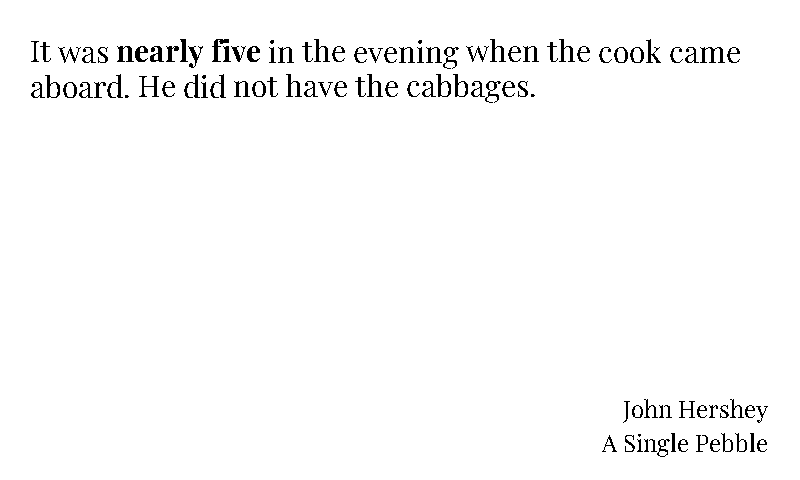 It was nearly five in the evening when the cook came
aboard. He did not have the cabbages.
John Hershey
A Single Pebble